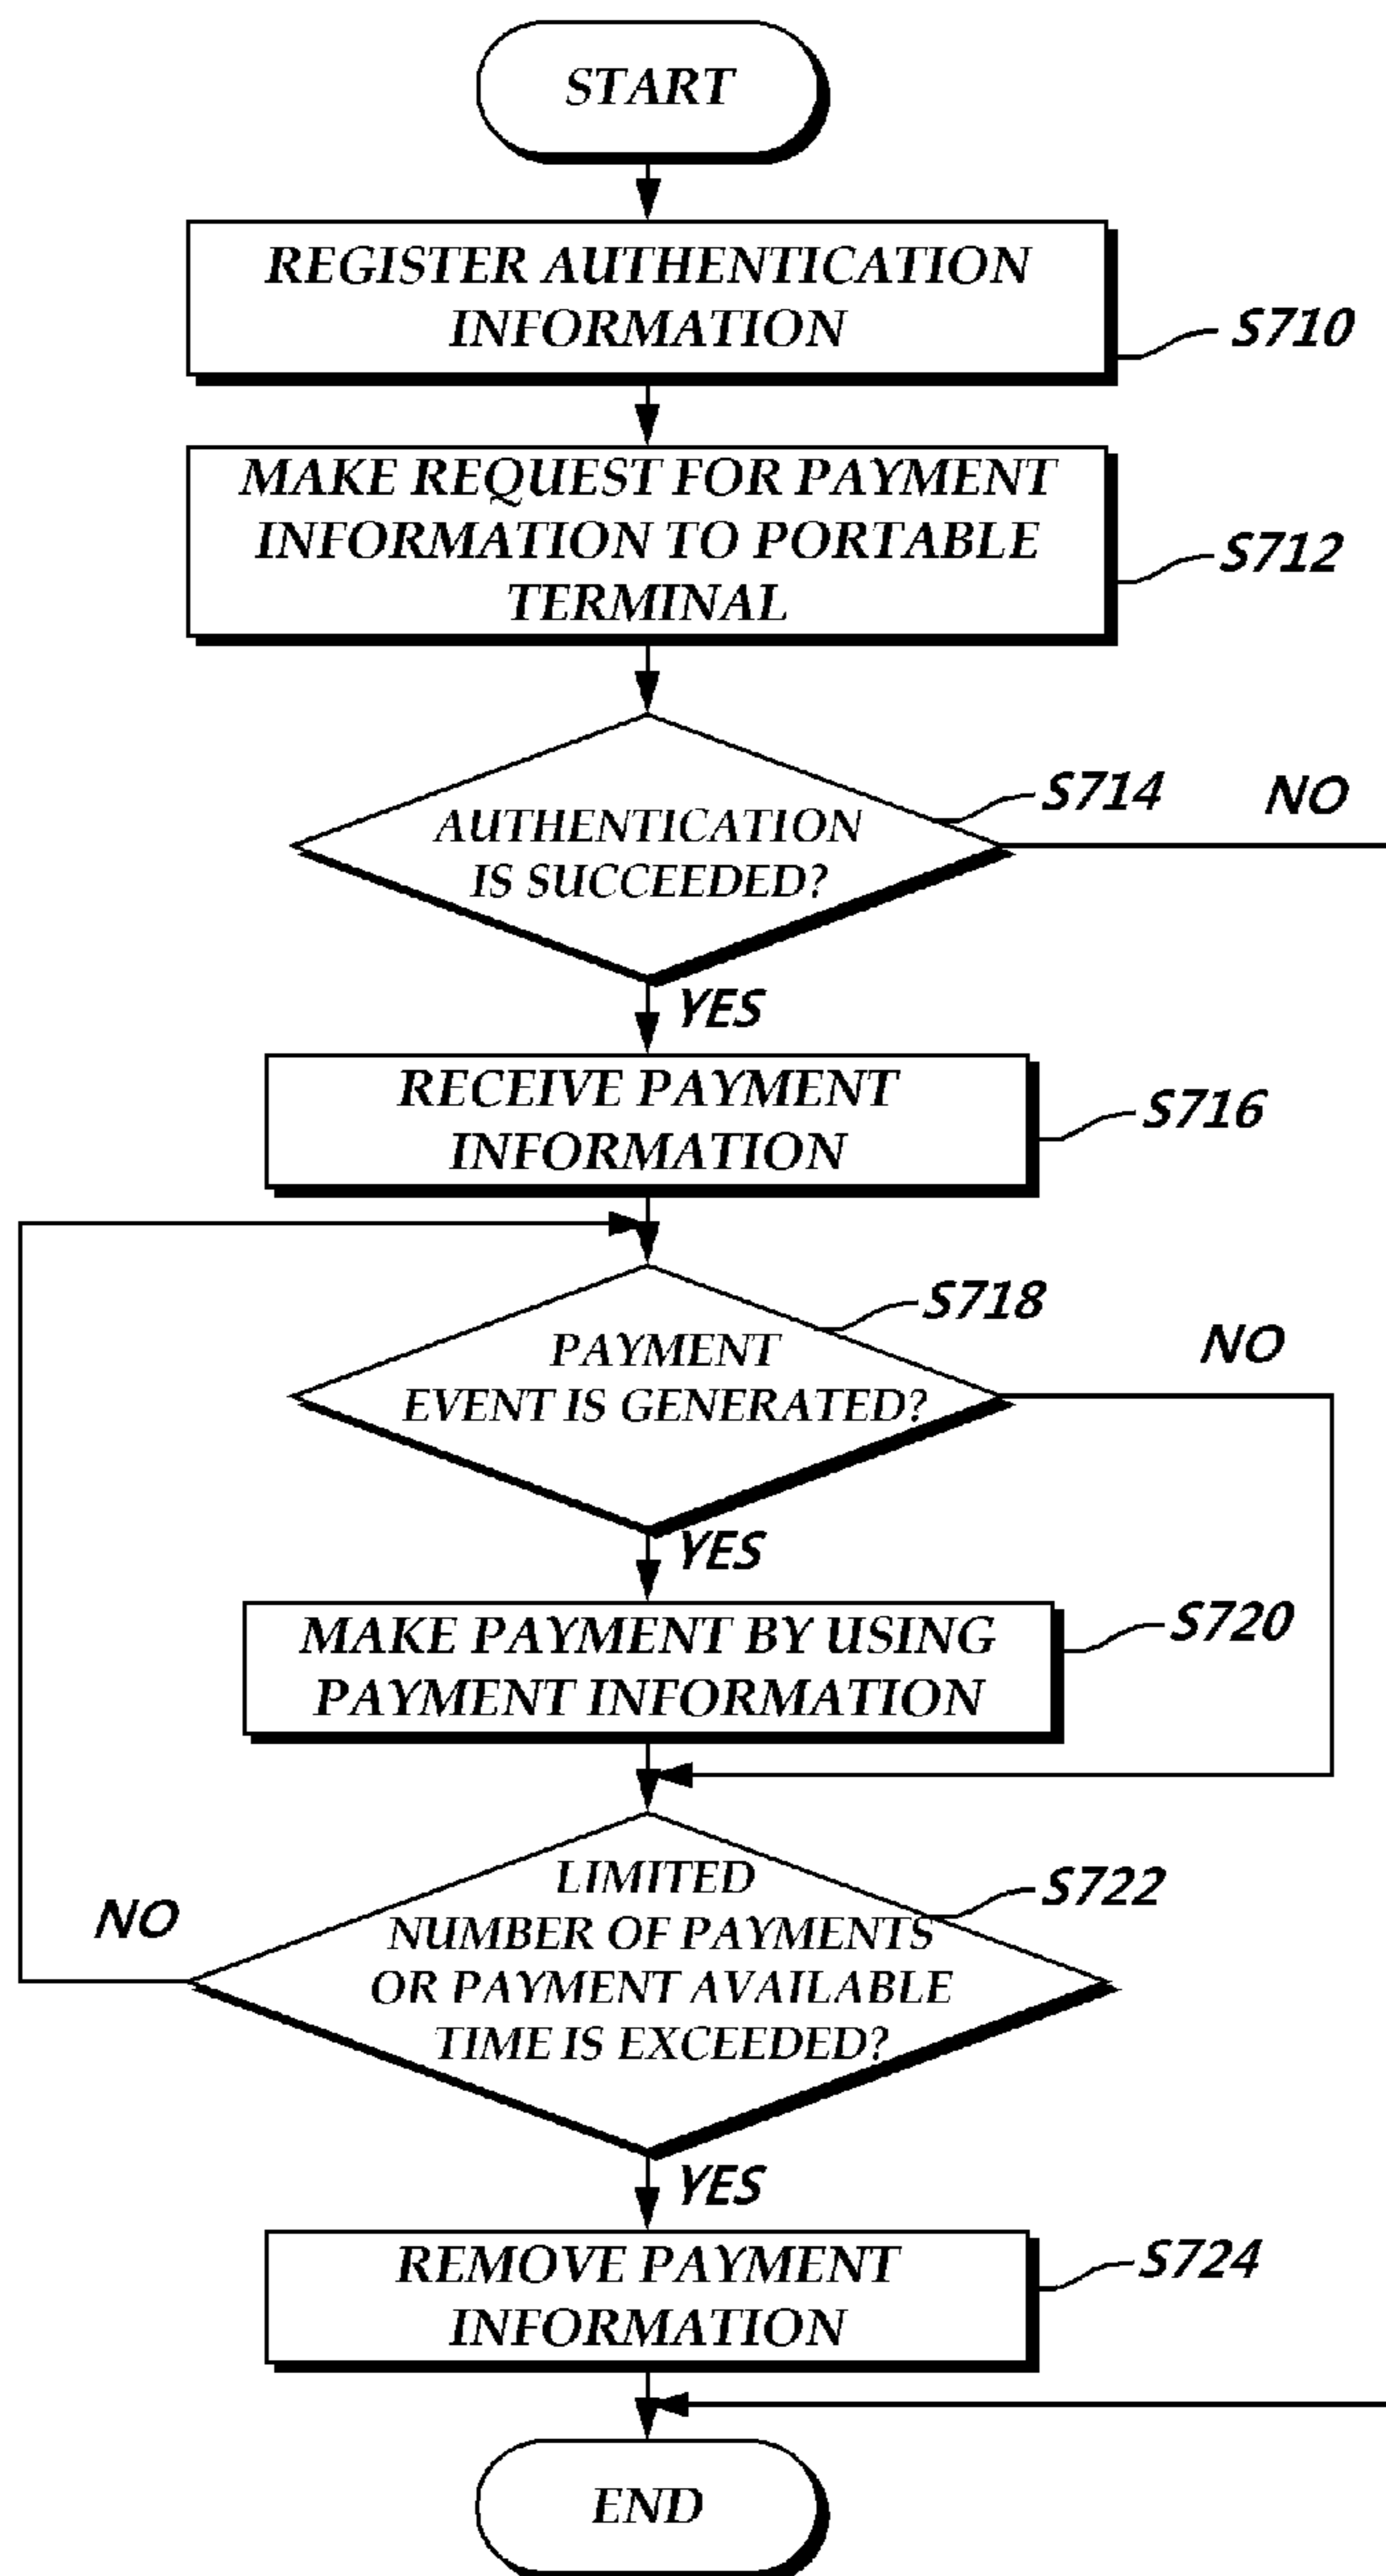 START
REGISTER AUTHENTICATION
INFORMATION
S710
MAKE REQUEST FOR PAYMENT
INFORMATION TO PORTABLE
TERMINAL
S712
S714
NO
AUTHENTICATION
IS SUCCEEDED?
YES
RECEIVE PAYMENT
INFORMATION
S716
S718
NO
PAYMENT
EVENT IS GENERATED?
YES
MAKE PAYMENT BY USING
PAYMENT INFORMATION
S720
LIMITED
NUMBER OF PAYMENTS
OR PAYMENT AVAILABLE
TIME IS EXCEEDED?
S722
NO
YES
REMOVE PAYMENT
INFORMATION
S724
END